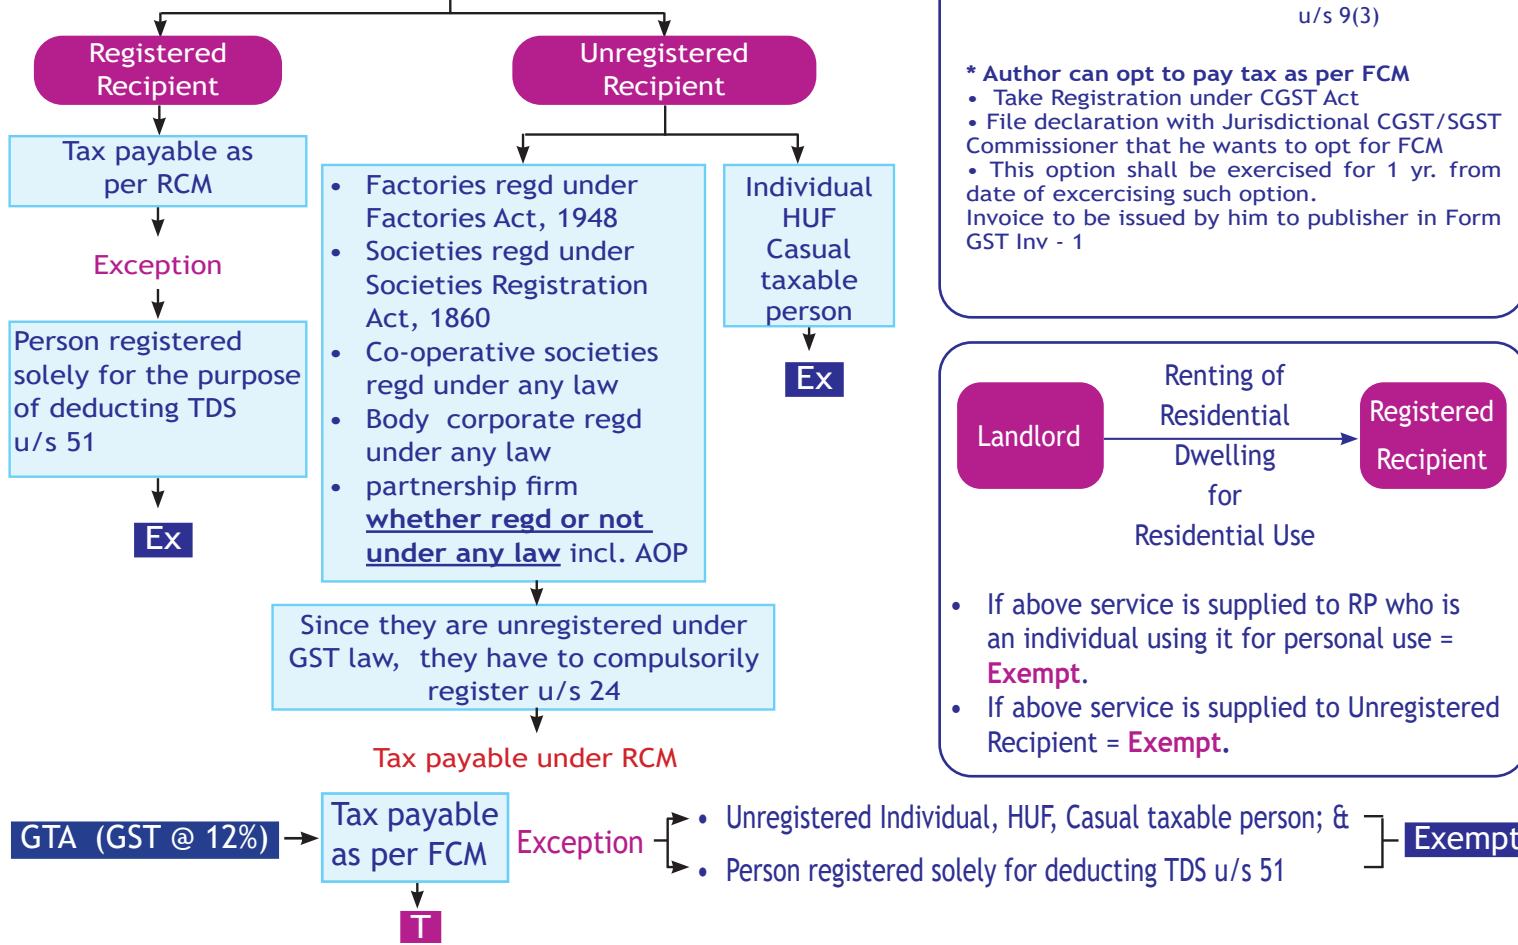 Registered
Recipient
Unregistered
Recipient
Tax payable as
per RCM
Exception
Person registered
solely for the purpose
of deducting TDS
u/s 51
Ex
• Factories regd under
Factories Act, 1948
• Societies regd under
Societies Registration
Act, 1860
• Co-operative societies
regd under any law
• Body corporate regd
under any law
• partnership firm
whether regd or not
under any law incl. AOP
Individual
HUF
Casual
taxable
person
Ex
Since they are unregistered under
GST law, they have to compulsorily
register u/s 24
Tax payable under RCM
GTA (GST @ 12%)
Tax payable
as per FCM
T
Exception
• Unregistered Individual, HUF, Casual taxable person; &
• Person registered solely for deducting TDS u/s 51
Exempt
u/s 9(3)
* Author can opt to pay tax as per FCM
• Take Registration under CGST Act
• File declaration with Jurisdictional CGST/SGST
Commissioner that he wants to opt for FCM
• This option shall be exercised for 1 yr. from
date of excercising such option.
Invoice to be issued by him to publisher in Form
GST Inv - 1
Landlord
Renting of
Residential
Dwelling
for
Residential Use
Registered
Recipient
• If above service is supplied to RP who is
an individual using it for personal use =
Exempt.
• If above service is supplied to Unregistered
Recipient = Exempt.